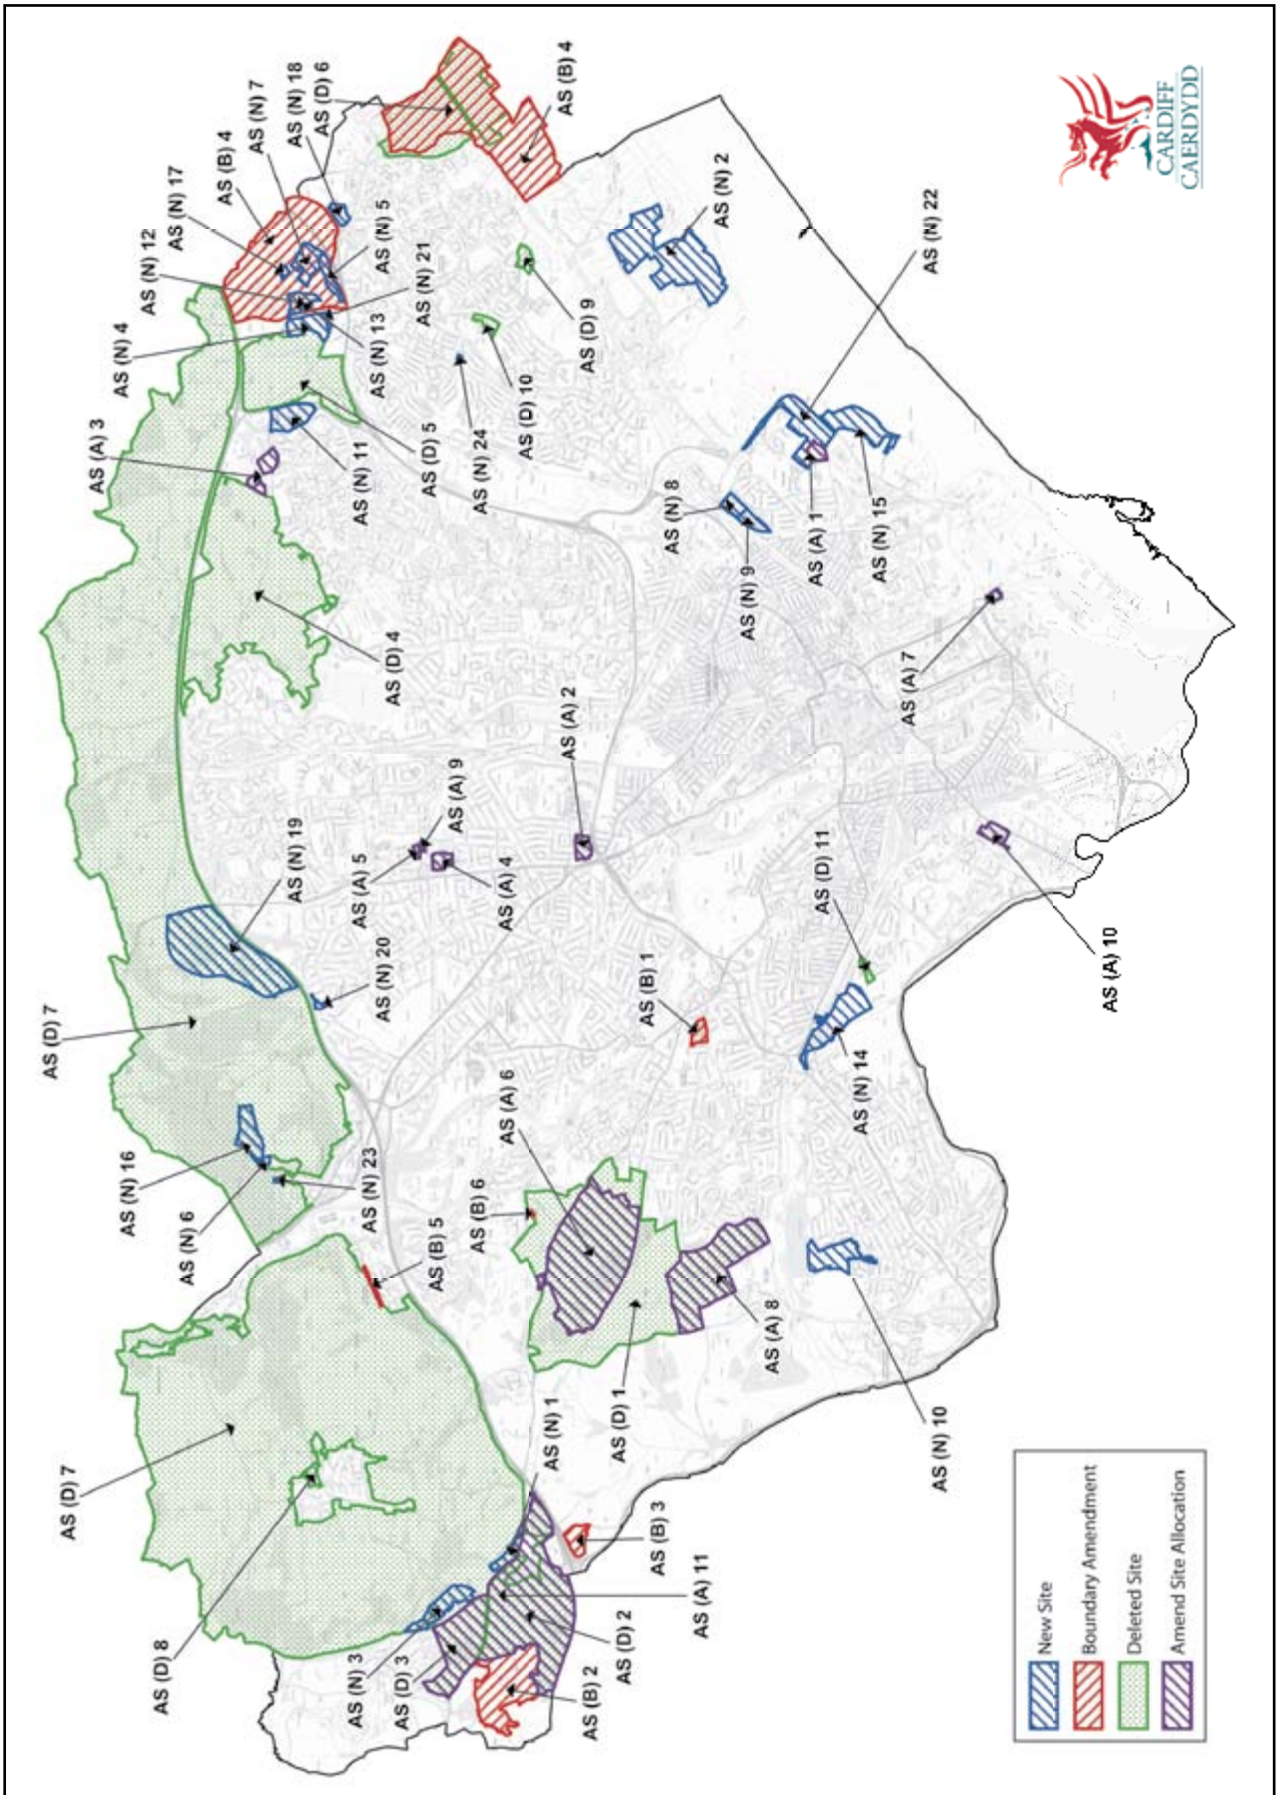 AS (D) 7
AS (D) 7
AS (D) 8
AS (N) 16
AS (N) 6
AS (N) 23
AS (B) 5
AS (B) 6
AS (N) 20
AS (N) 19
AS (A) 5
AS (A) 9
AS (A) 4
AS (A) 2
AS (A) 6
AS (B) 1
AS (D) 4
AS (A) 3
AS (N) 4
AS (N) 12
AS (N) 17
AS (B) 4
AS (N) 7
AS (N) 18
AS (D) 6
AS (B) 4
AS (N) 5
AS (N) 21
AS (N) 13
AS (D) 5
AS (N) 11
AS (N) 24
AS (D) 10
AS (D) 9
AS (N) 2
AS (N) 22
AS (N) 8
AS (N) 9
AS (A) 1
AS (N) 15
AS (A) 7
AS (D) 11
AS (N) 14
AS (A) 10
AS (A) 8
AS (D) 1
AS (N) 1
AS (N) 10
AS (B) 3
AS (A) 11
AS (D) 2
AS (B) 2
AS (D) 3
AS (N) 3
New Site
Boundary Amendment
Deleted Site
Amend Site Allocation
CARDIFF
CAERDYDD